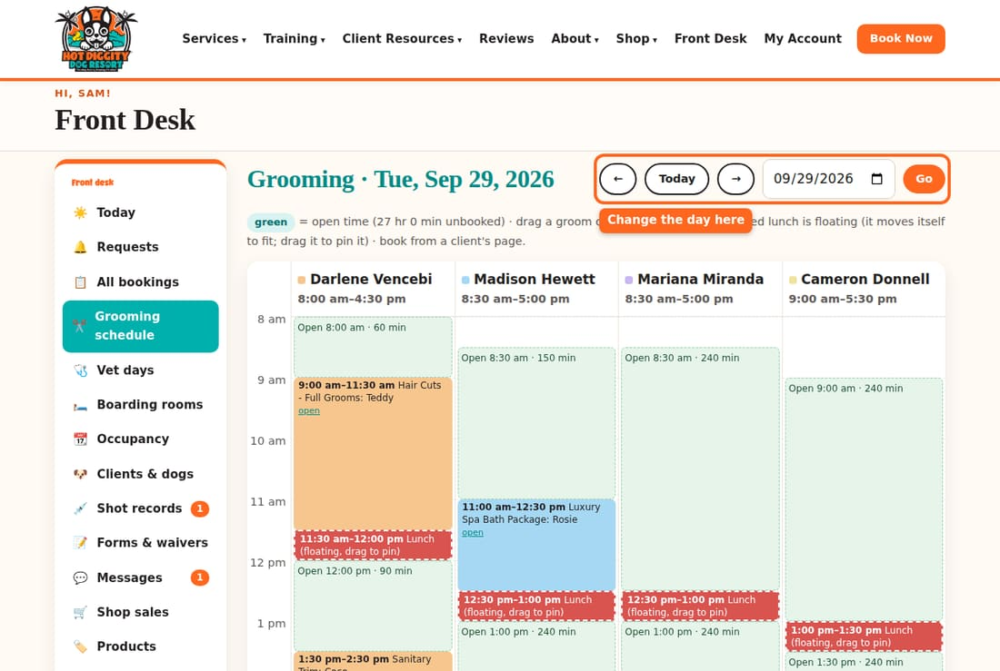 HOT DIGGITY
DOG RESORT
Services ▾ Training ▾ Client Resources ▾ Reviews About ▾ Shop ▾ Front Desk My Account Book Now
HI, SAM!
Front Desk
Front desk
Today
Requests
All bookings
Grooming
schedule
Vet days
Boarding rooms
Occupancy
Clients & dogs
Shot records 1
Forms & waivers
Messages 1
Shop sales
Products
Grooming · Tue, Sep 29, 2026
← Today → 09/29/2026 Go
Change the day here
green = open time (27 hr 0 min unbooked) · drag a groom
ed lunch is floating (it moves itself
to fit; drag it to pin it) · book from a client's page.
Darlene Vencebi
8:00 am–4:30 pm
Madison Hewett
8:30 am–5:00 pm
Mariana Miranda
8:30 am–5:00 pm
Cameron Donnell
9:00 am–5:30 pm
8 am
9 am
10 am
11 am
12 pm
1 pm
Open 8:00 am · 60 min
9:00 am–11:30 am Hair Cuts
- Full Grooms: Teddy
open
11:30 am–12:00 pm Lunch
(floating, drag to pin)
Open 12:00 pm · 90 min
1:30 pm–2:30 pm Sanitary
Open 8:30 am · 150 min
11:00 am–12:30 pm Luxury
Spa Bath Package: Rosie
open
12:30 pm–1:00 pm Lunch
(floating, drag to pin)
Open 1:00 pm · 240 min
Open 8:30 am · 240 min
12:30 pm–1:00 pm Lunch
(floating, drag to pin)
Open 1:00 pm · 240 min
Open 9:00 am · 240 min
1:00 pm–1:30 pm Lunch
(floating, drag to pin)
Open 1:30 pm · 240 min